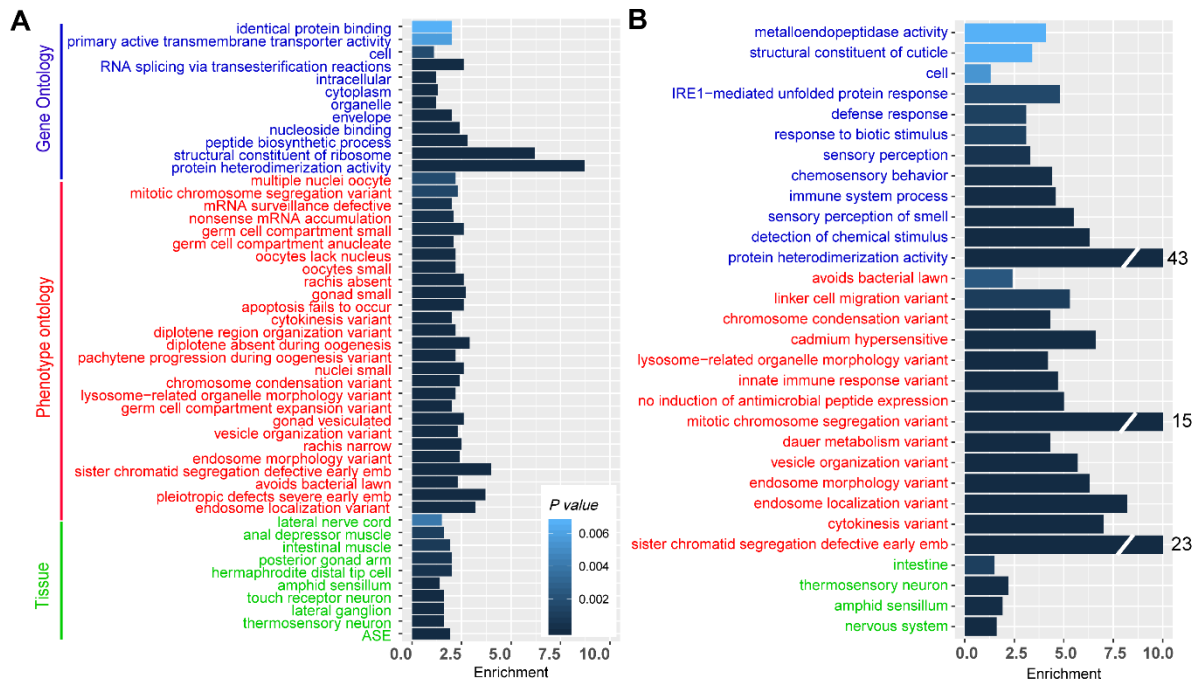 A
Gene Ontology
identical protein binding
primary active transmembrane transporter activity
cell
RNA splicing via transesterification reactions
intracellular
cytoplasm
organelle
envelope
nucleoside binding
peptide biosynthetic process
structural constituent of ribosome
protein heterodimerization activity
Phenotype ontology
multiple nuclei oocyte
mitotic chromosome segregation variant
mRNA surveillance defective
nonsense mRNA accumulation
germ cell compartment small
germ cell compartment anucleate
oocytes lack nucleus
oocytes small
rachis absent
gonad small
apoptosis fails to occur
cytokinesis variant
diplotene region organization variant
diplotene absent during oogenesis
pachytene progression during oogenesis variant
nuclei small
chromosome condensation variant
lysosome−related organelle morphology variant
germ cell compartment expansion variant
gonad vesiculated
vesicle organization variant
rachis narrow
endosome morphology variant
sister chromatid segregation defective early emb
avoids bacterial lawn
pleiotropic defects severe early emb
endosome localization variant
Tissue
lateral nerve cord
anal depressor muscle
intestinal muscle
posterior gonad arm
hermaphrodite distal tip cell
amphid sensillum
touch receptor neuron
lateral ganglion
thermosensory neuron
ASE
P value
0.006
0.004
0.002
0.0 2.5 5.0 7.5 10.0
Enrichment
B
metalloendopeptidase activity
structural constituent of cuticle
cell
IRE1−mediated unfolded protein response
defense response
response to biotic stimulus
sensory perception
chemosensory behavior
immune system process
sensory perception of smell
detection of chemical stimulus
protein heterodimerization activity 43
avoids bacterial lawn
linker cell migration variant
chromosome condensation variant
cadmium hypersensitive
lysosome−related organelle morphology variant
innate immune response variant
no induction of antimicrobial peptide expression
mitotic chromosome segregation variant 15
dauer metabolism variant
vesicle organization variant
endosome morphology variant
endosome localization variant
cytokinesis variant
sister chromatid segregation defective early emb 23
intestine
thermosensory neuron
amphid sensillum
nervous system
0.0 2.5 5.0 7.5 10.0
Enrichment